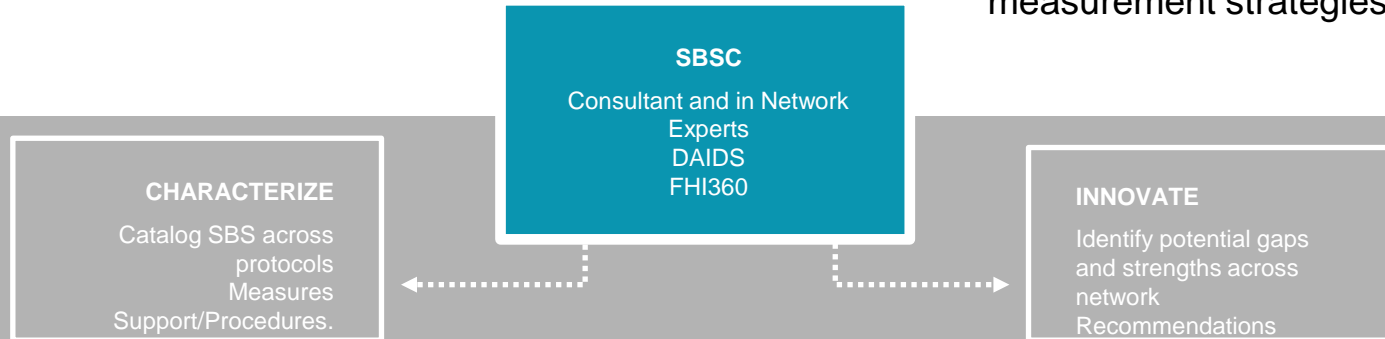 measurement strategies
SBSC
Consultant and in Network
Experts
DAIDS
FHI360
CHARACTERIZE
Catalog SBS across
protocols
Measures
Support/Procedures.
INNOVATE
Identify potential gaps
and strengths across
network
Recommendations